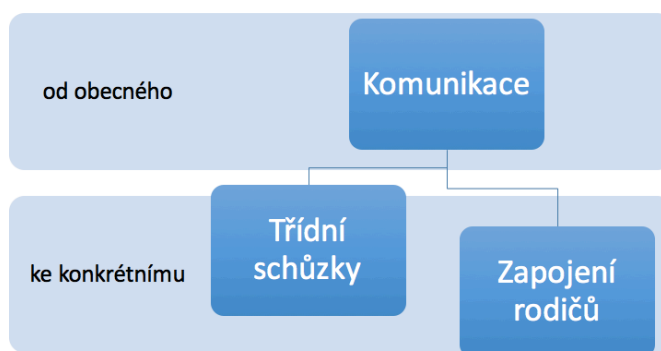 od obecného
Komunikace
ke konkrétnímu
Třídní
schůzky
Zapojení
rodičů